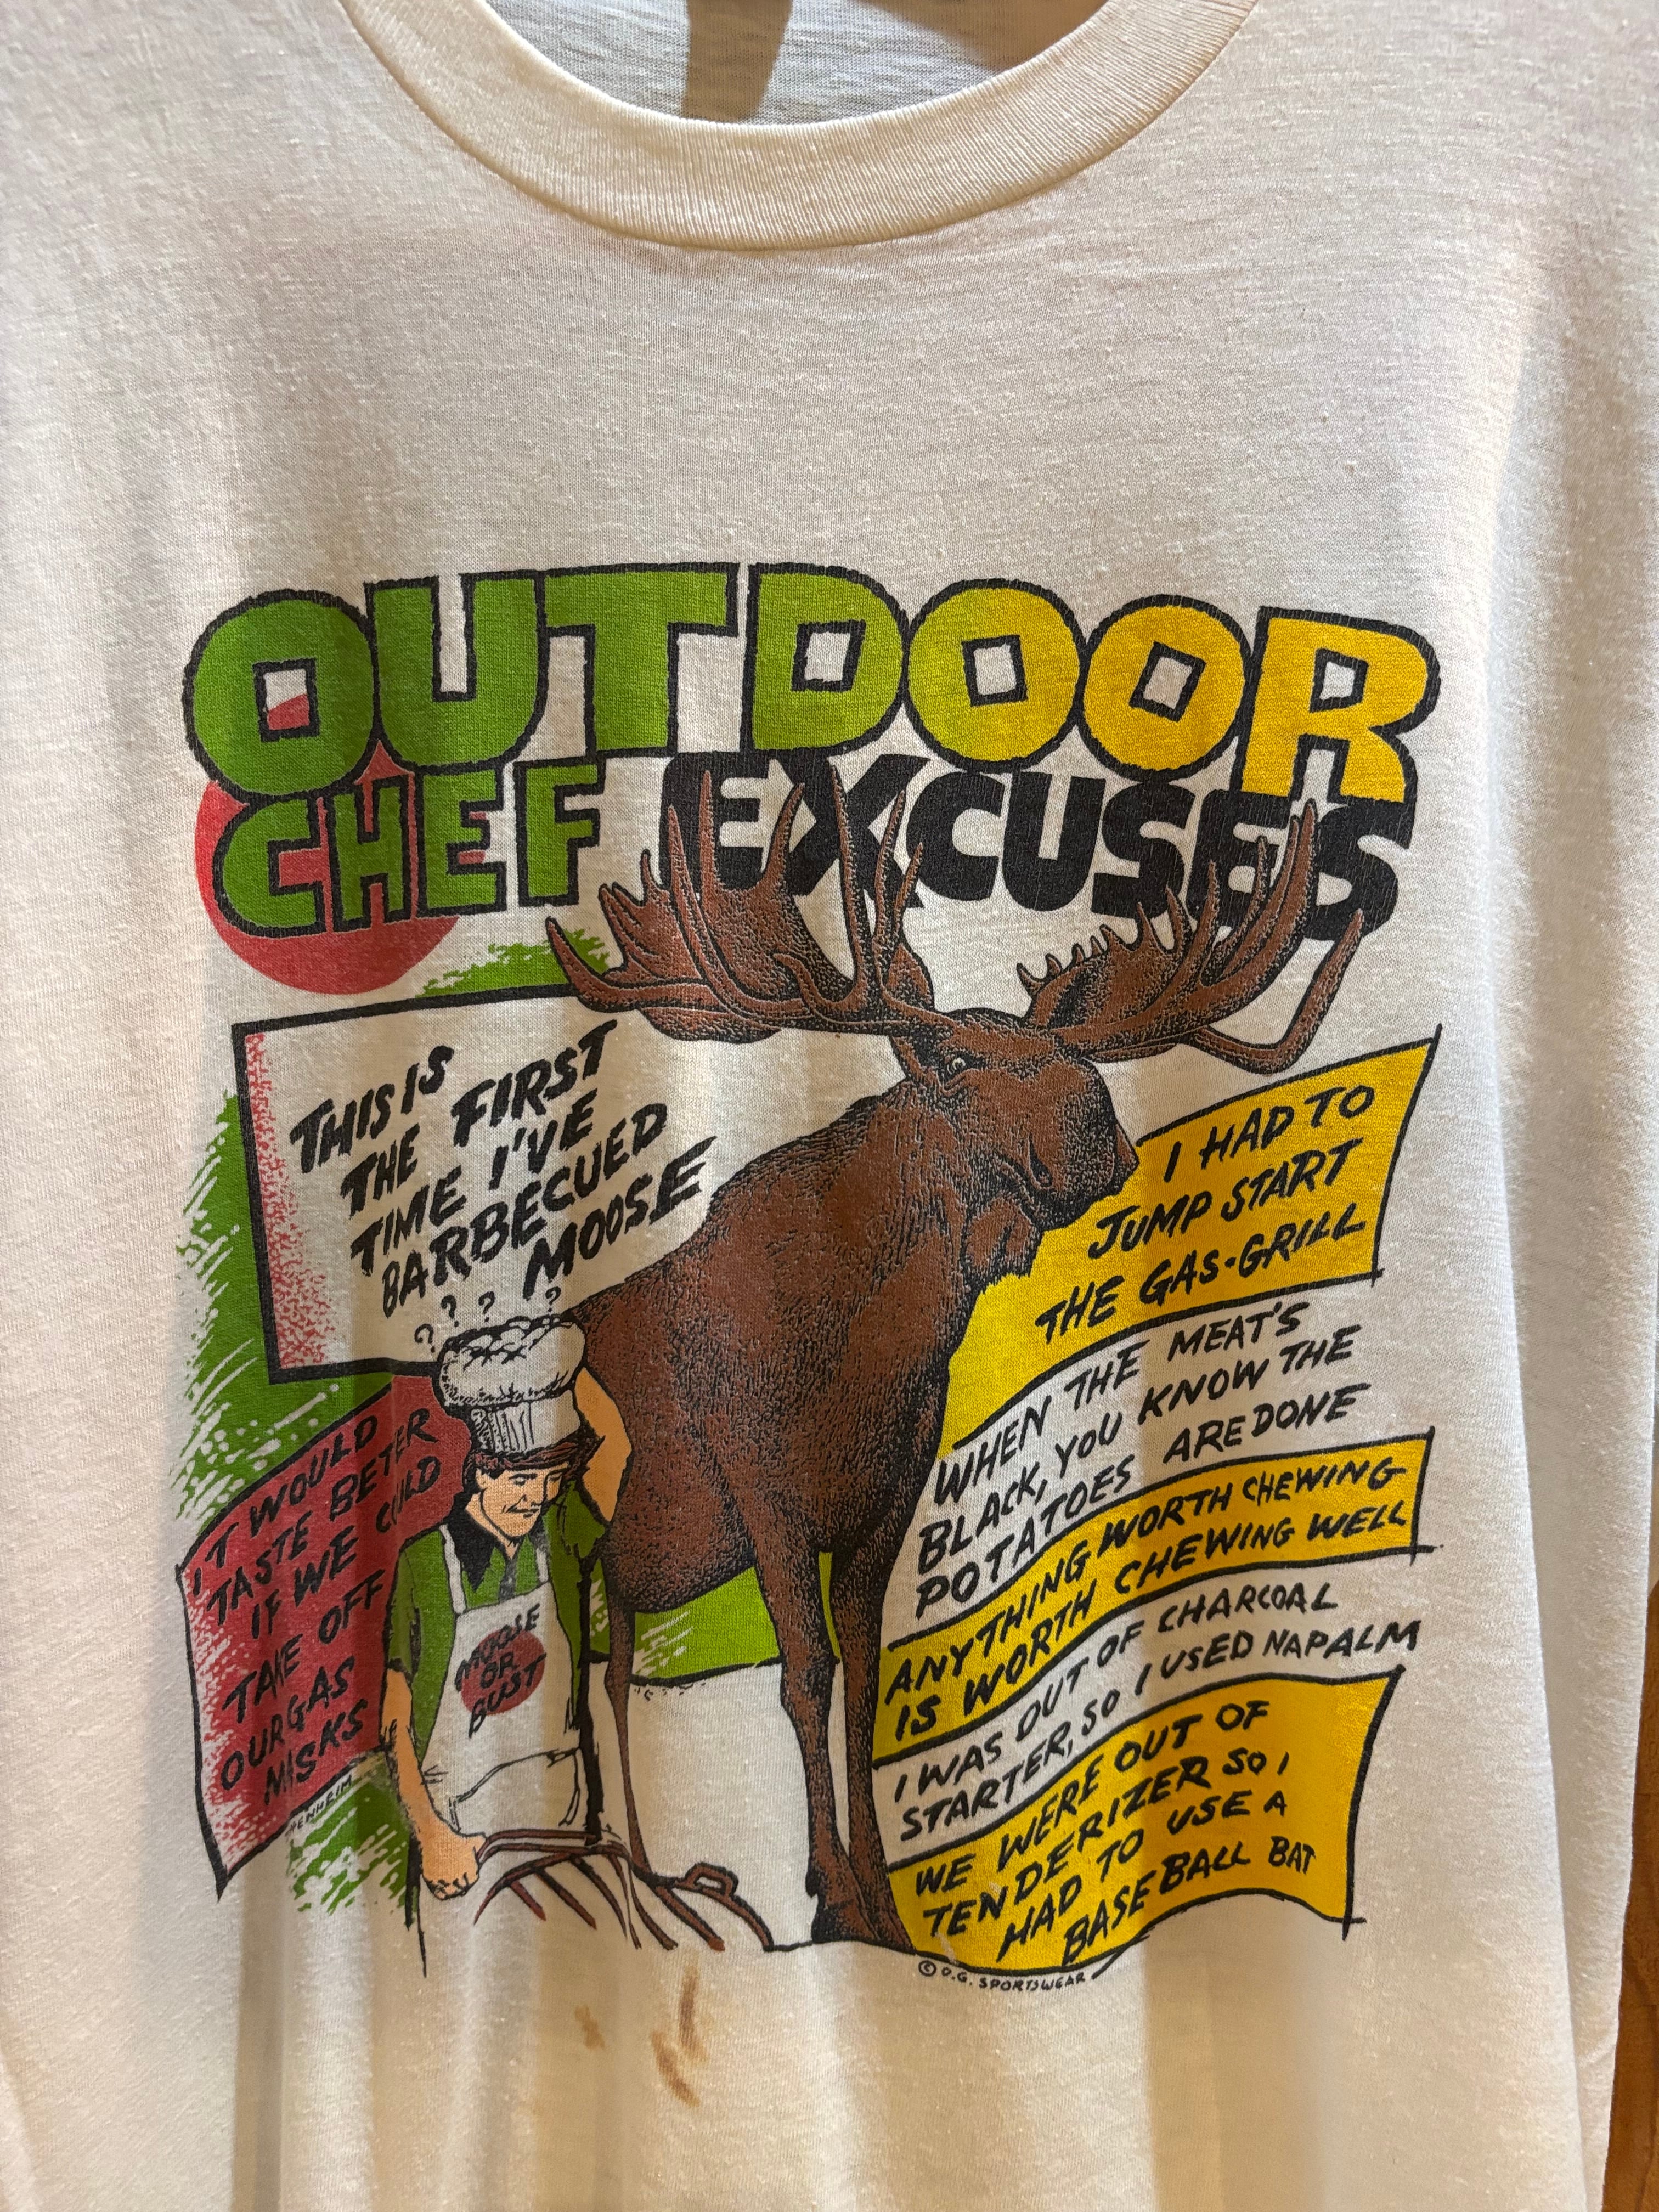 OUTDOOR
CHEF EXCUSES
THIS IS
THE FIRST
TIME I'VE
BARBECUED
MOOSE
? ? ? ?
IT WOULD
TASTE BETTER
IF WE COULD
TAKE OFF
OUR GAS
MASKS
MOOSE
OR
BUST
I HAD TO
JUMP START
THE GAS-GRILL
WHEN THE MEAT'S
BLACK, YOU KNOW THE
POTATOES ARE DONE
ANYTHING WORTH CHEWING
IS WORTH CHEWING WELL
I WAS OUT OF CHARCOAL
STARTER, SO I USED NAPALM
WE WERE OUT OF
TENDERIZER SO I
HAD TO USE A
BASEBALL BAT
© O.G. SPORTSWEAR